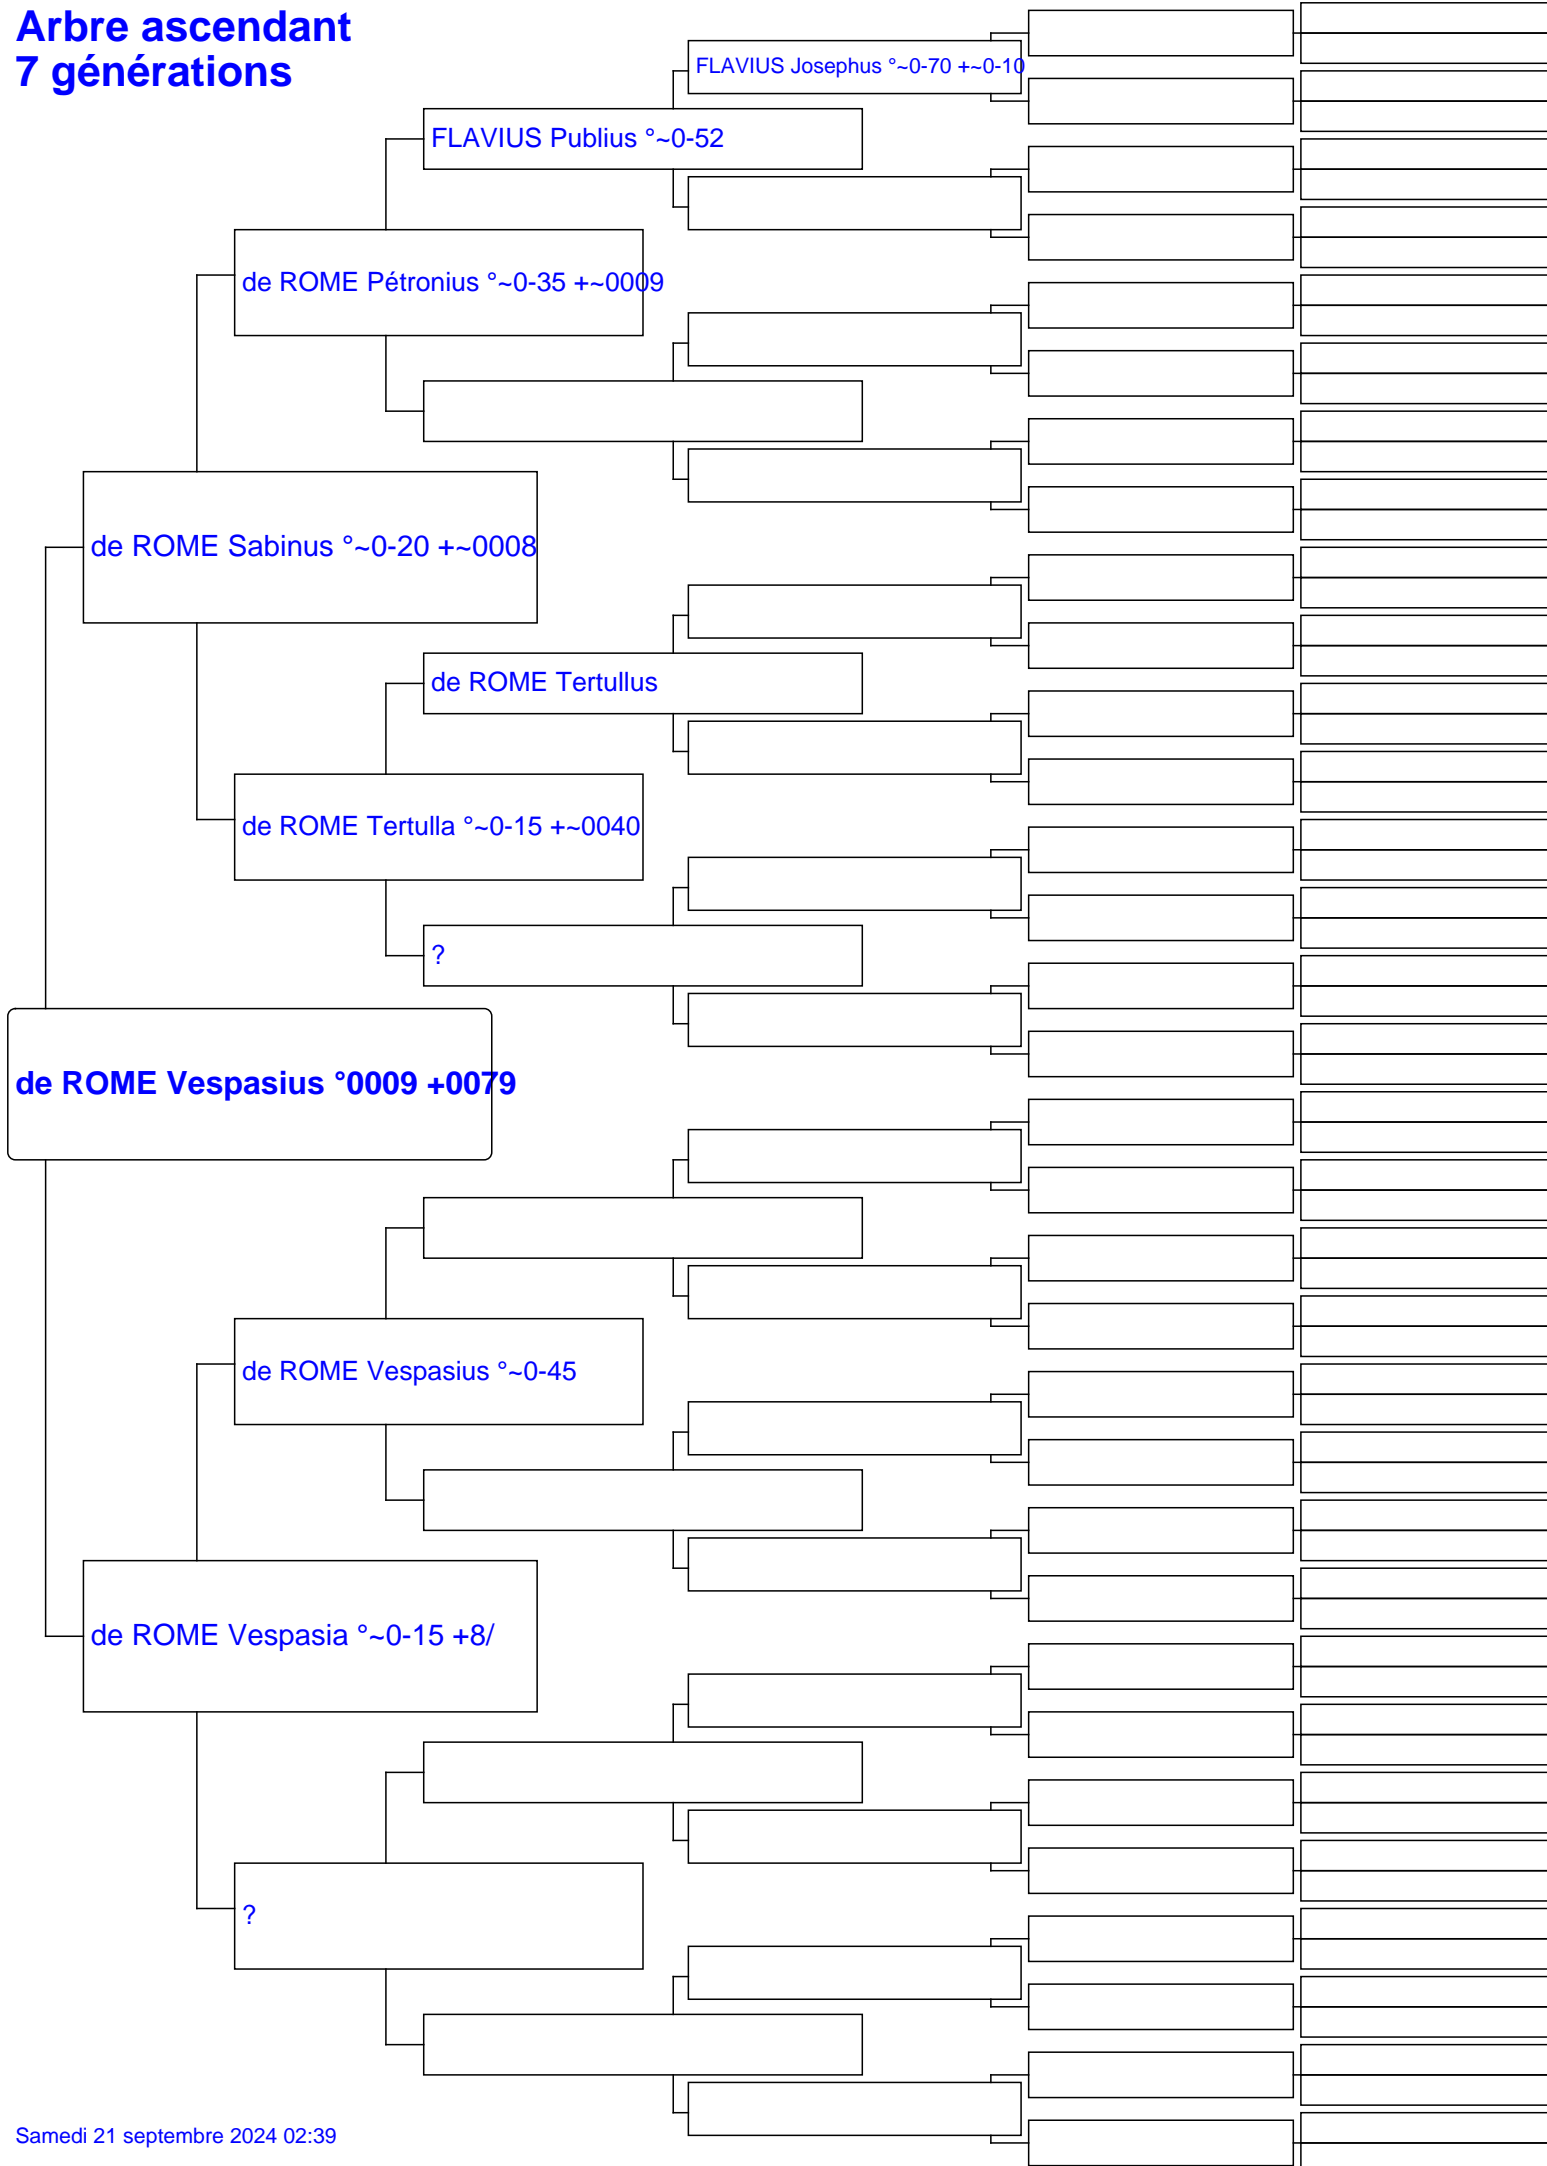 Arbre ascendant
7 générations
FLAVIUS Josephus °~0-70 +~0-10
FLAVIUS Publius °~0-52
de ROME Pétronius °~0-35 +~0009
de ROME Sabinus °~0-20 +~0008
de ROME Tertullus
de ROME Tertulla °~0-15 +~0040
?
de ROME Vespasius °0009 +0079
de ROME Vespasius °~0-45
de ROME Vespasia °~0-15 +8/
?
Samedi 21 septembre 2024 02:39